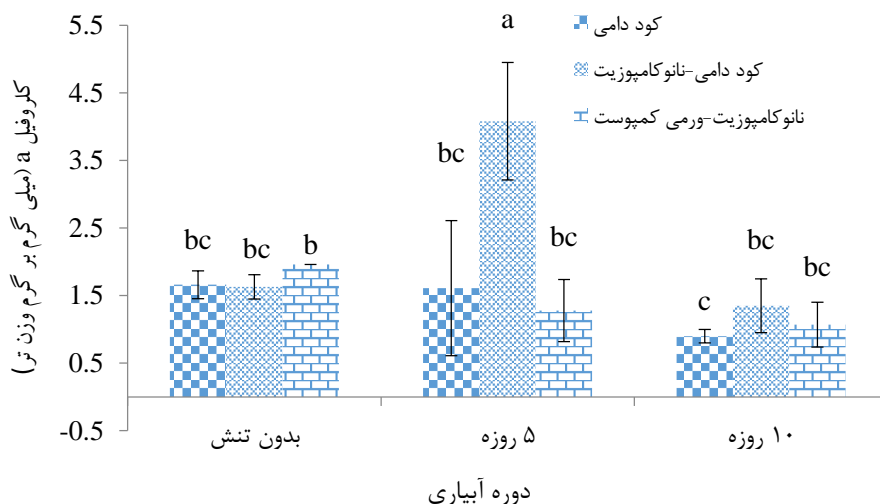 کلروفیل a (میلی گرم بر گرم وزن تر)
5.5
4.5
3.5
2.5
1.5
0.5
-0.5
کود دامی
کود دامی-نانوکامپوزیت
نانوکامپوزیت-ورمی کمپوست
bc
bc
b
bc
a
bc
c
bc
bc
بدون تنش
۵ روزه
۱۰ روزه
دوره آبیاری